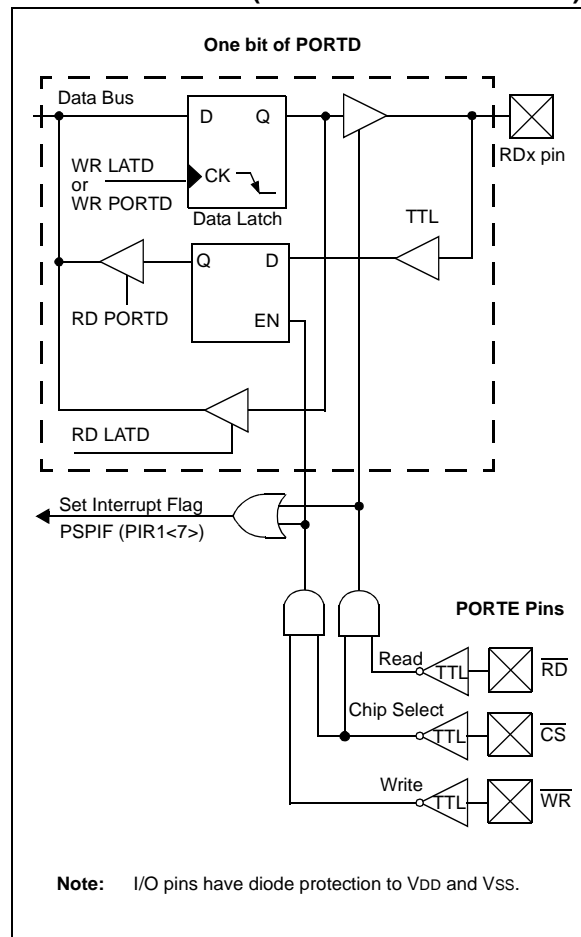 One bit of PORTD
Data Bus
D Q
RDx pin
WR LATD
or
WR PORTD
CK
Data Latch
TTL
Q D
EN
RD PORTD
RD LATD
Set Interrupt Flag
PSPIF (PIR1<7>)
PORTE Pins
Read
TTL
RD
Chip Select
TTL
CS
Write
TTL
WR
Note: I/O pins have diode protection to VDD and VSS.